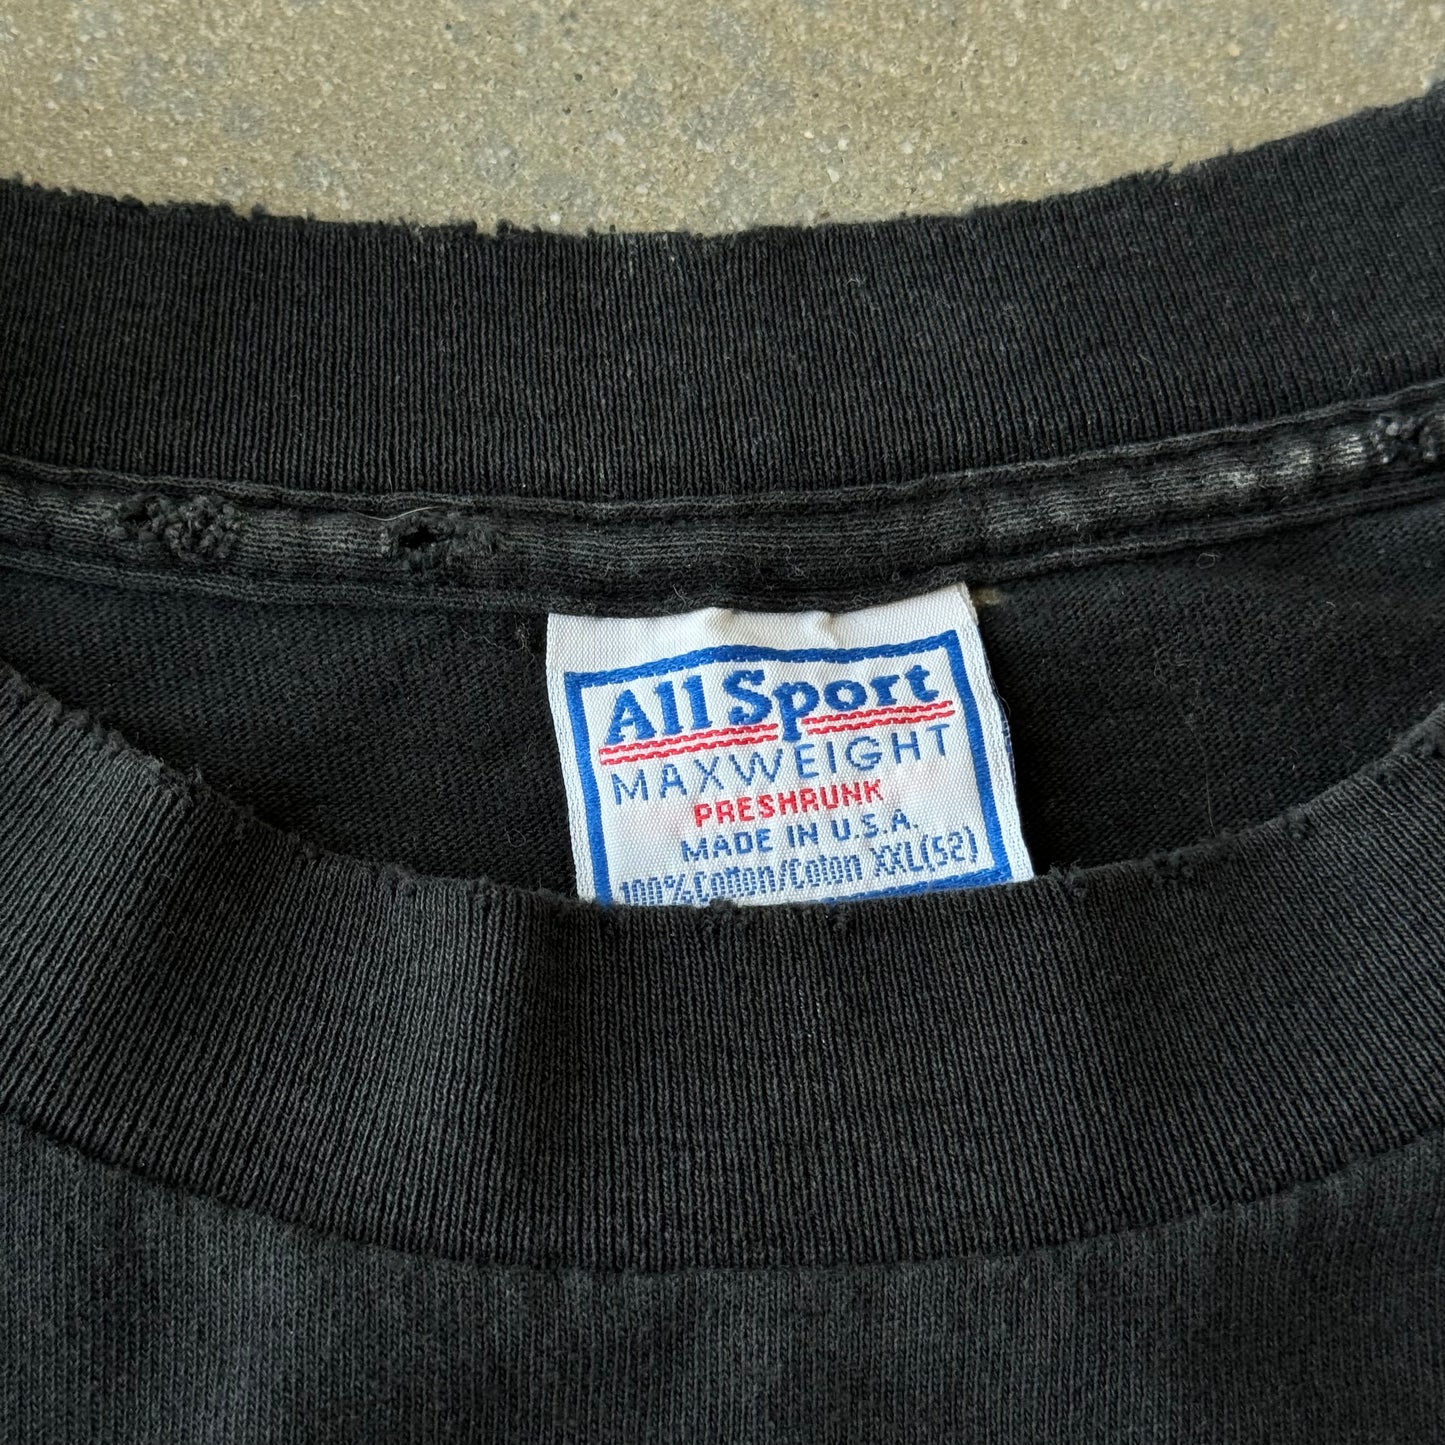 All Sport
MAXWEIGHT
PRESHRUNK
MADE IN U.S.A.
100% Cotton/Coton XXL(52)